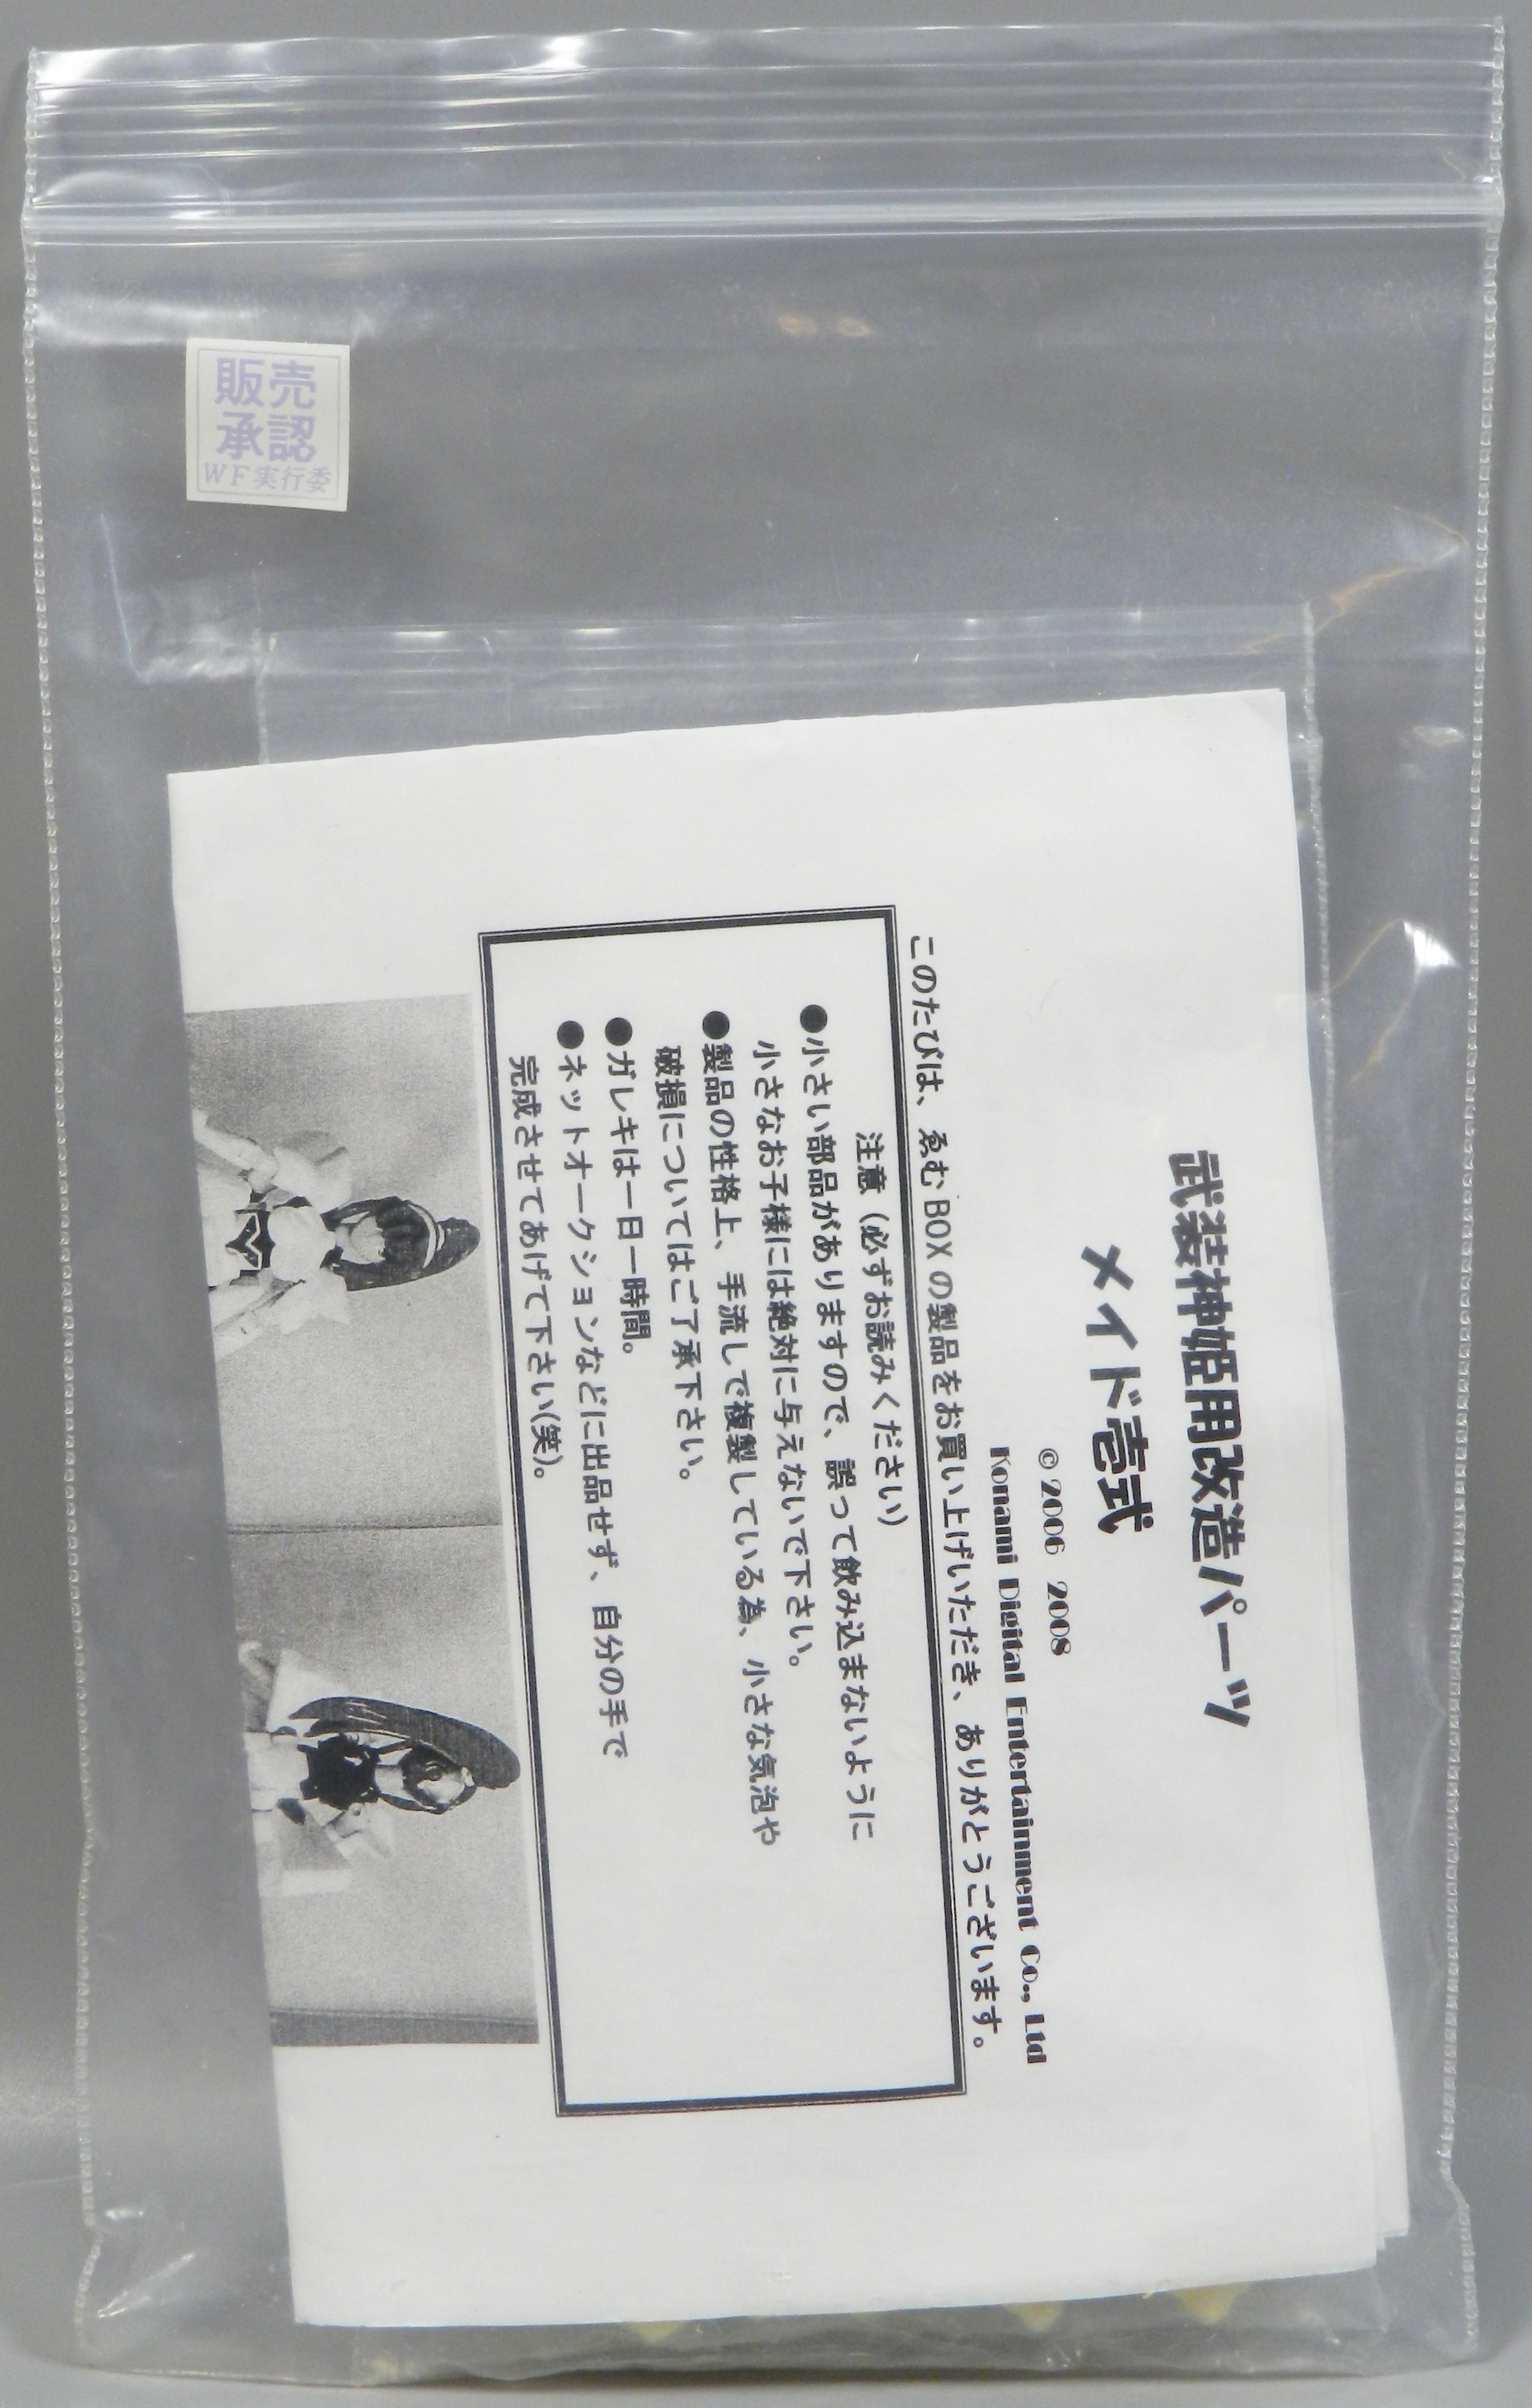 販売
承認
WF実行委
武装神姫用改造パーツ
メイド壱式
©2006 2008
Konami Digital Entertainment Co., Ltd
このたびは、ゑむBOXの製品をお買い上げいただき、ありがとうございます。
注意(必ずお読みください)
●小さい部品がありますので、誤って飲み込まないように
小さなお子様には絶対に与えないで下さい。
●製品の性格上、手流しで複製している為、小さな気泡や
破損についてはご了承下さい。
●ガレキは一日一時間。
●ネットオークションなどに出品せず、自分の手で
完成させてあげて下さい(笑)。